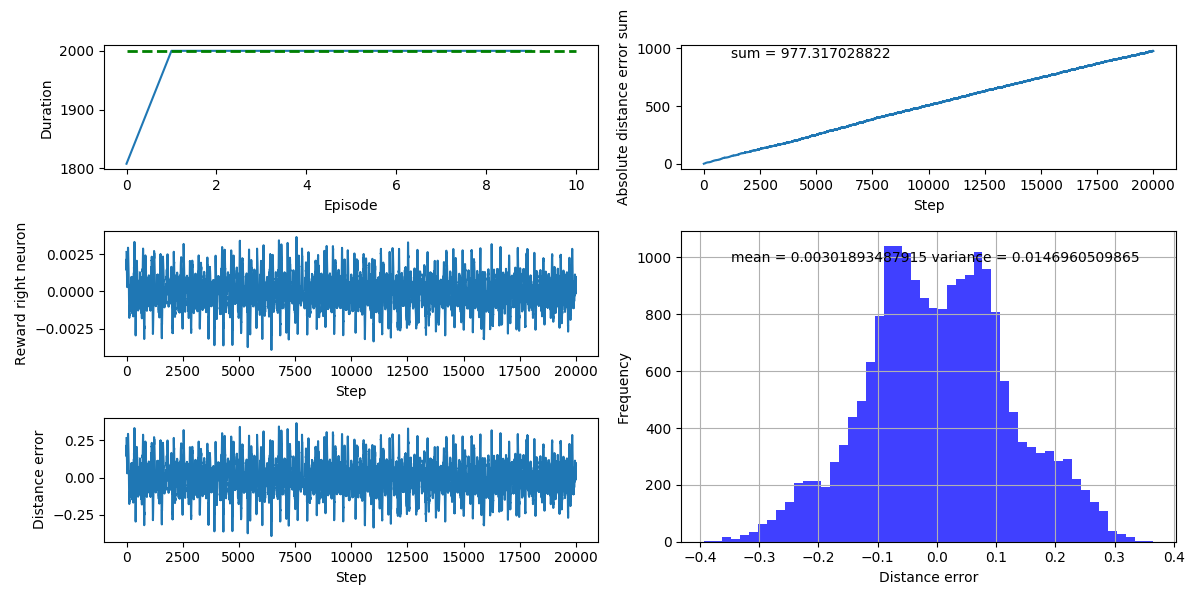 2000
1900
1800
Duration
0 2 4 6 8 10
Episode
1000
500
0
Absolute distance error sum
sum = 977.317028822
0 2500 5000 7500 10000 12500 15000 17500 20000
Step
0.0025
0.0000
−0.0025
Reward right neuron
0 2500 5000 7500 10000 12500 15000 17500 20000
Step
0.25
0.00
−0.25
Distance error
0 2500 5000 7500 10000 12500 15000 17500 20000
Step
1000
800
600
400
200
0
Frequency
mean = 0.00301893487915 variance = 0.0146960509865
−0.4 −0.3 −0.2 −0.1 0.0 0.1 0.2 0.3 0.4
Distance error